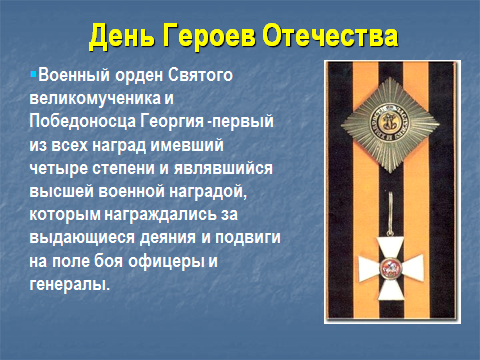 День Героев Отечества
Военный орден Святого
великомученика и
Победоносца Георгия -первый
из всех наград имевший
четыре степени и являвшийся
высшей военной наградой,
которым награждались за
выдающиеся деяния и подвиги
на поле боя офицеры и
генералы.